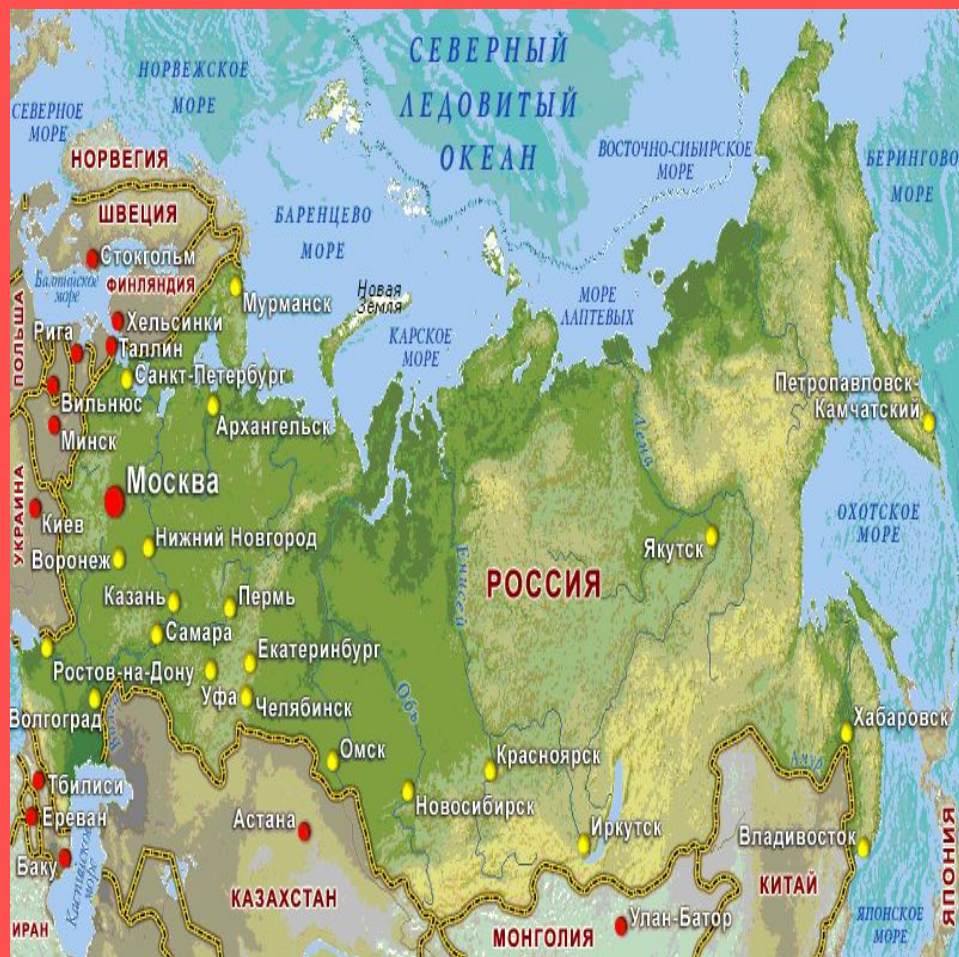 СЕВЕРНЫЙ
ЛЕДОВИТЫЙ
ОКЕАН
НОРВЕЖСКОЕ
МОРЕ
СЕВЕРНОЕ
МОРЕ
ВОСТОЧНО-СИБИРСКОЕ
МОРЕ
БЕРИНГОВО
МОРЕ
НОРВЕГИЯ
ШВЕЦИЯ
БАРЕНЦЕВО
МОРЕ
Стокгольм
Балтайское
море
ФИНЛЯНДИЯ
Мурманск
Новая
Земля
МОРЕ
ЛАПТЕВЫХ
КАРСКОЕ
МОРЕ
ПОЛЬША
Рига
Хельсинки
Таллин
Санкт-Петербург
Вильнюс
Минск
Архангельск
Петропавловск-
Камчатский
Лена
УКРАИНА
Москва
Киев
ОХОТСКОЕ
МОРЕ
Воронеж
Нижний Новгород
Якутск
Енисей
РОССИЯ
Казань
Пермь
Самара
Екатеринбург
Ростов-на-Дону
Уфа
Челябинск
Обь
Волгоград
Хабаровск
Омск
Красноярск
Амур
Тбилиси
Новосибирск
Ереван
Астана
Иркутск
Владивосток
Баку
Каспийское
море
КАЗАХСТАН
КИТАЙ
ЯПОНИЯ
ИРАН
МОНГОЛИЯ
Улан-Батор
ЯПОНСКОЕ
МОРЕ